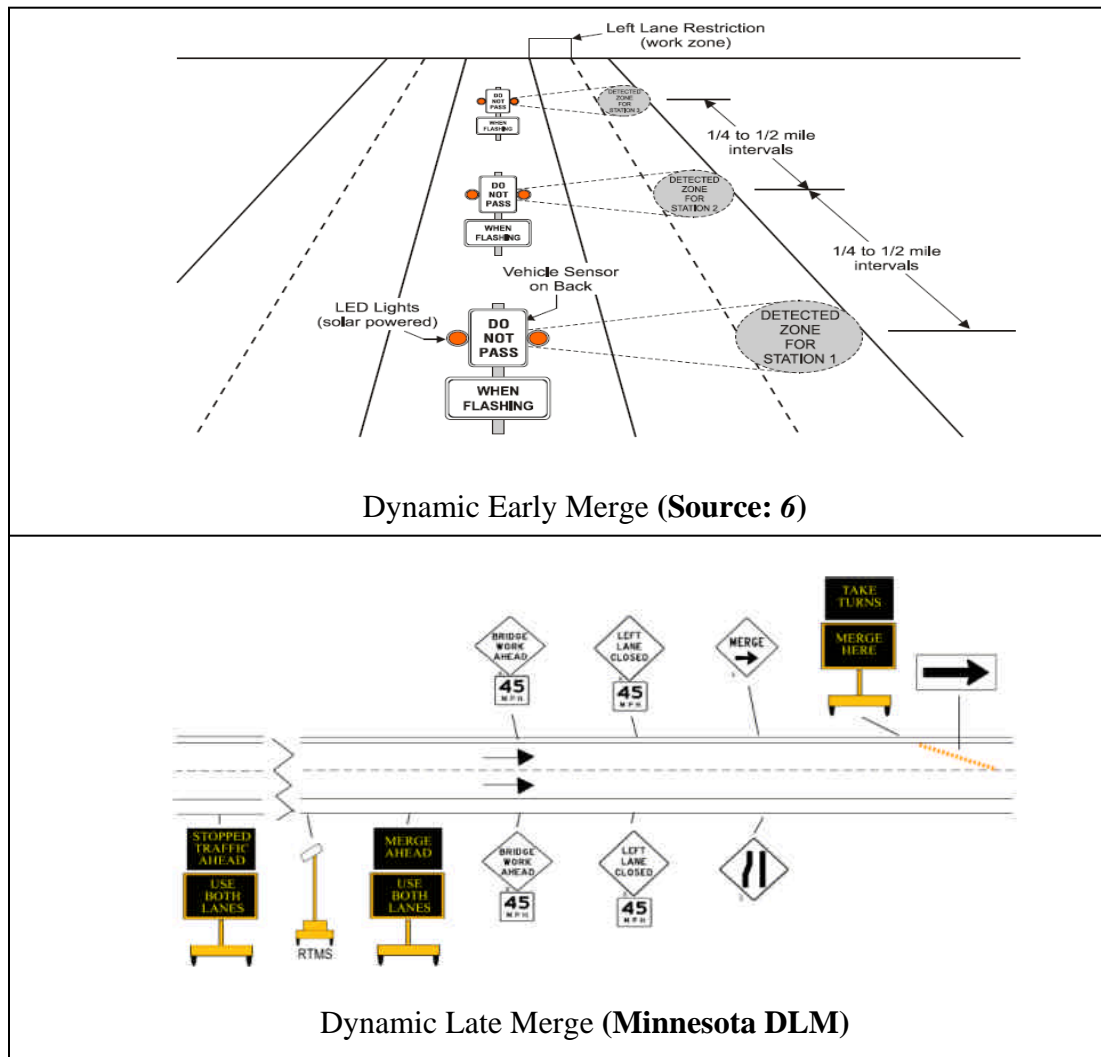 Left Lane Restriction
(work zone)
DO
NOT
PASS
WHEN
FLASHING
DETECTED
ZONE
FOR
STATION 3
1/4 to 1/2 mile
intervals
DO
NOT
PASS
WHEN
FLASHING
DETECTED
ZONE
FOR
STATION 2
1/4 to 1/2 mile
intervals
Vehicle Sensor
on Back
LED Lights
(solar powered)
DO
NOT
PASS
WHEN
FLASHING
DETECTED
ZONE
FOR
STATION 1
Dynamic Early Merge (Source: 6)
TAKE
TURNS
MERGE
HERE
BRIDGE
WORK
AHEAD
45
MPH
LEFT
LANE
CLOSED
45
MPH
MERGE
STOPPED
TRAFFIC
AHEAD
USE
BOTH
LANES
RTMS
MERGE
AHEAD
USE
BOTH
LANES
BRIDGE
WORK
AHEAD
45
MPH
LEFT
LANE
CLOSED
45
MPH
Dynamic Late Merge (Minnesota DLM)